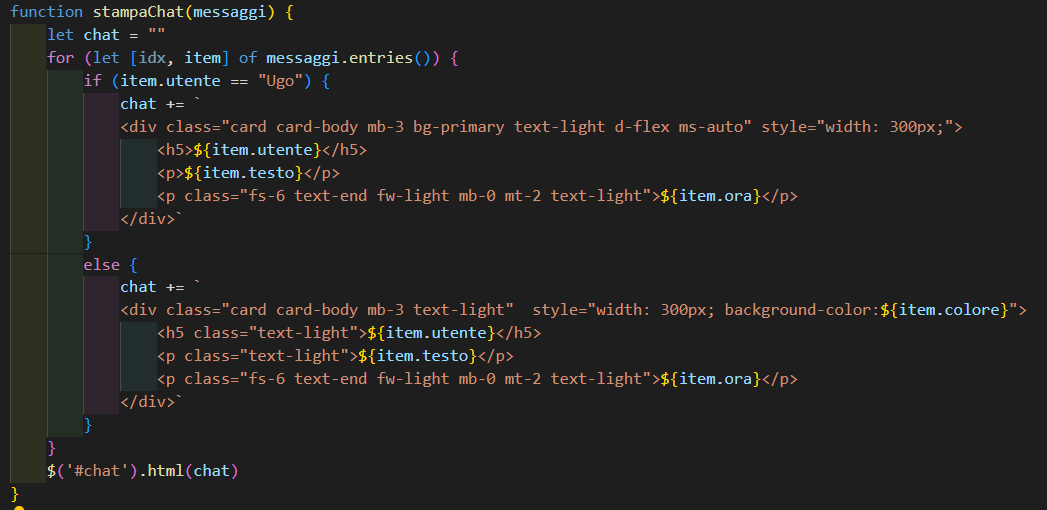 function stampaChat(messaggi) {
    let chat = ""
    for (let [idx, item] of messaggi.entries()) {
        if (item.utente == "Ugo") {
            chat += `
            <div class="card card-body mb-3 bg-primary text-light d-flex ms-auto" style="width: 300px;">
                <h5>${item.utente}</h5>
                <p>${item.testo}</p>
                <p class="fs-6 text-end fw-light mb-0 mt-2 text-light">${item.ora}</p>
            </div>`
        }
        else {
            chat += `
            <div class="card card-body mb-3 text-light"  style="width: 300px; background-color:${item.colore}">
                <h5 class="text-light">${item.utente}</h5>
                <p class="text-light">${item.testo}</p>
                <p class="fs-6 text-end fw-light mb-0 mt-2 text-light">${item.ora}</p>
            </div>`
        }
    }
    $('#chat').html(chat)
}